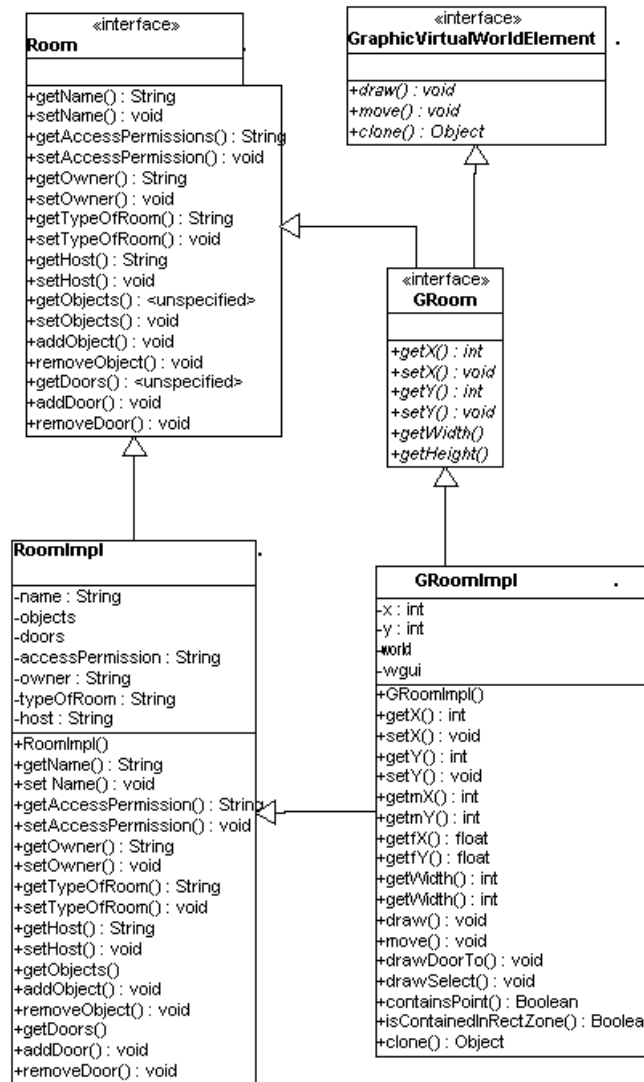 «interface»
Room
+getName() : String
+setName() : void
+getAccessPermissions() : String
+setAccessPermission() : void
+getOwner() : String
+setOwner() : void
+getTypeOfRoom() : String
+setTypeOfRoom() : void
+getHost() : String
+setHost() : void
+getObjects() : <unspecified>
+setObjects() : void
+addObject() : void
+removeObject() : void
+getDoors() : <unspecified>
+addDoor() : void
+removeDoor() : void
«interface»
GraphicVirtualWorldElement
+draw() : void
+move() : void
+clone() : Object
«interface»
GRoom
+getX() : int
+setX() : void
+getY() : int
+setY() : void
+getWidth()
+getHeight()
RoomImpl
-name : String
-objects
-doors
-accessPermission : String
-owner : String
-typeOfRoom : String
-host : String
+RoomImpl()
+getName() : String
+set Name() : void
+getAccessPermission() : String
+setAccessPermission() : void
+getOwner() : String
+setOwner() : void
+getTypeOfRoom() : String
+setTypeOfRoom() : void
+getHost() : String
+setHost() : void
+getObjects()
+addObject() : void
+removeObject() : void
+getDoors()
+addDoor() : void
+removeDoor() : void
GRoomImpl
-x : int
-y : int
-world
-vvgui
+GRoomImpl()
+getX() : int
+setX() : void
+getY() : int
+setY() : void
+getmX() : int
+getmY() : int
+getfX() : float
+getfY() : float
+getWidth() : int
+getWidth() : int
+draw() : void
+move() : void
+drawDoorTo() : void
+drawSelect() : void
+containsPoint() : Boolean
+isContainedInRectZone() : Boolea
+clone() : Object